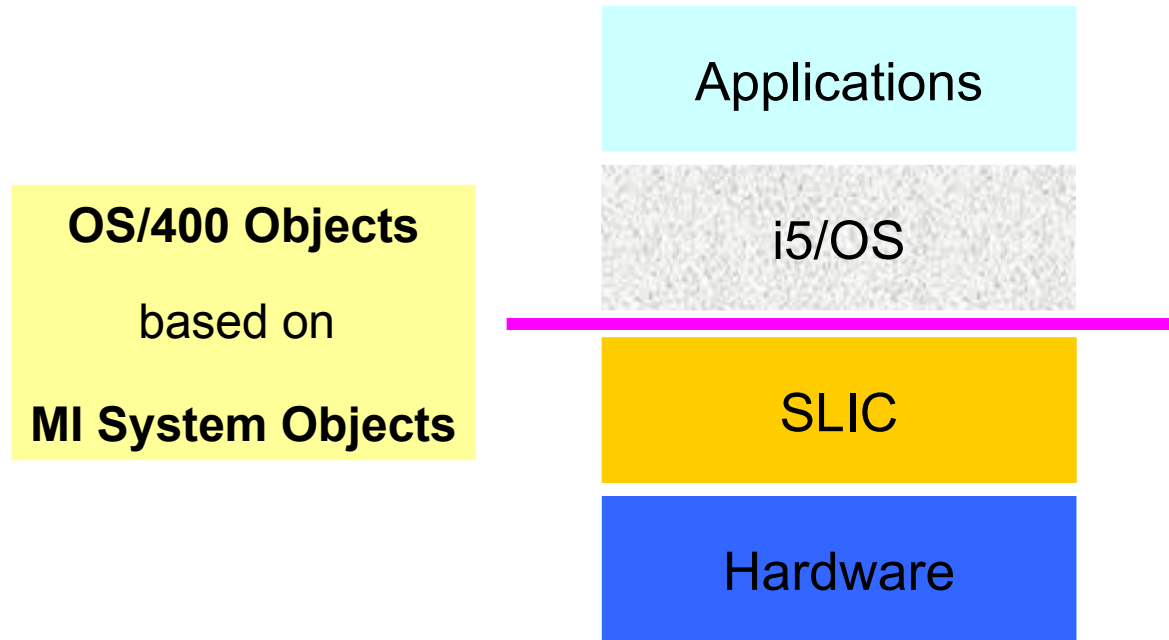 OS/400 Objects
based on
MI System Objects
Applications
i5/OS
SLIC
Hardware